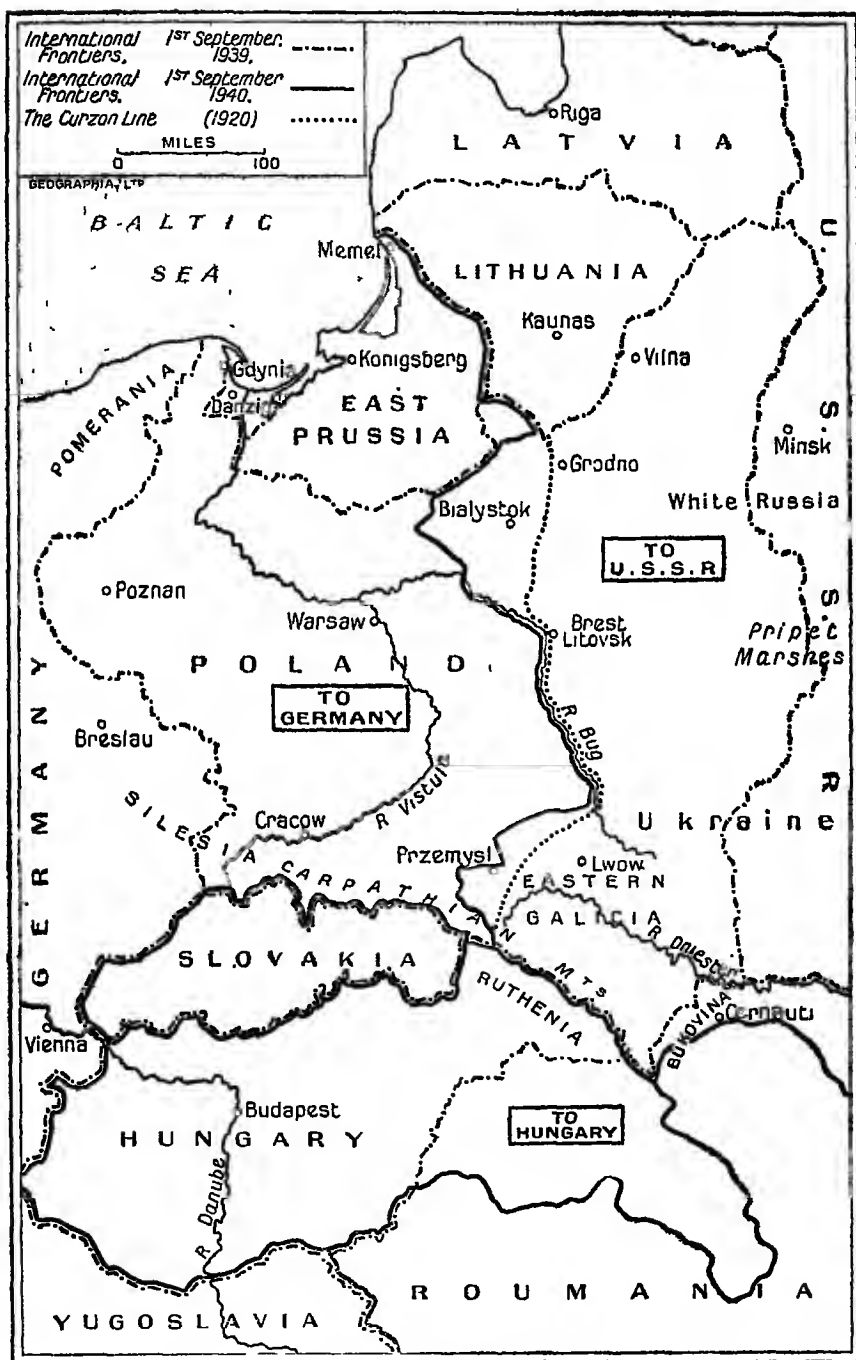 International Frontiers. 1ST September. 1939.
International Frontiers. 1ST September 1940.
The Curzon Line (1920)
MILES
0 100
GEOGRAPHIA, LTD
BALTIC
SEA
Riga
LATVIA
Memel
LITHUANIA
Kaunas
Vilna
U.S.S.R
Gdynia
Danzig
Konigsberg
POMERANIA
EAST
PRUSSIA
Minsk
Grodno
Bialystok
White Russia
TO
U.S.S.R
Poznan
Warsaw
Brest
Litovsk
Pripet
Marshes
POLAND
TO
GERMANY
GERMANY
Breslau
R Bug
SILESIA
Cracow
R Vistula
Ukraine
Przemysl
Lwow
EASTERN
GALICIA
CARPATHIAN MTS
R Dniester
SLOVAKIA
RUTHENIA
BUKOVINA
Cernauti
Vienna
Budapest
HUNGARY
TO
HUNGARY
R Danube
ROUMANIA
YUGOSLAVIA